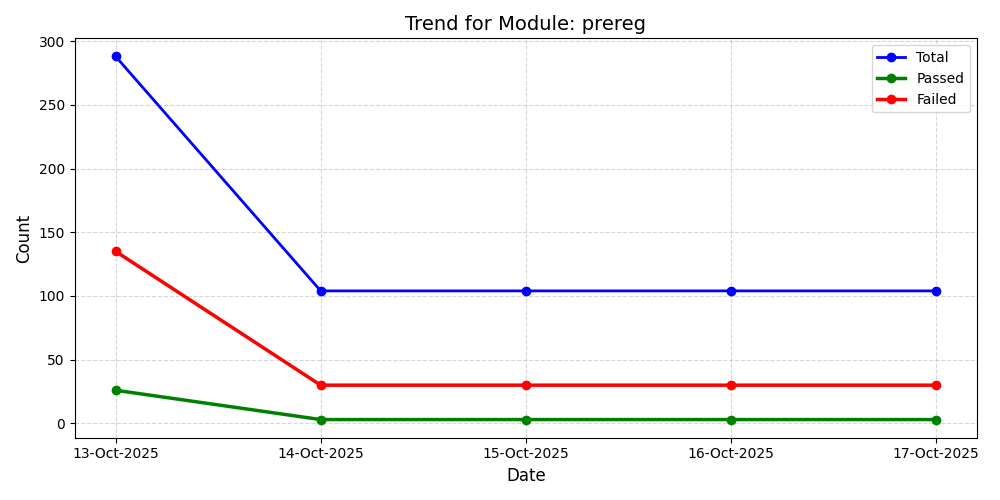 Trend for Module: prereg
Total
Passed
Failed
300
250
200
150
100
50
0
Count
13-Oct-2025
14-Oct-2025
15-Oct-2025
16-Oct-2025
17-Oct-2025
Date